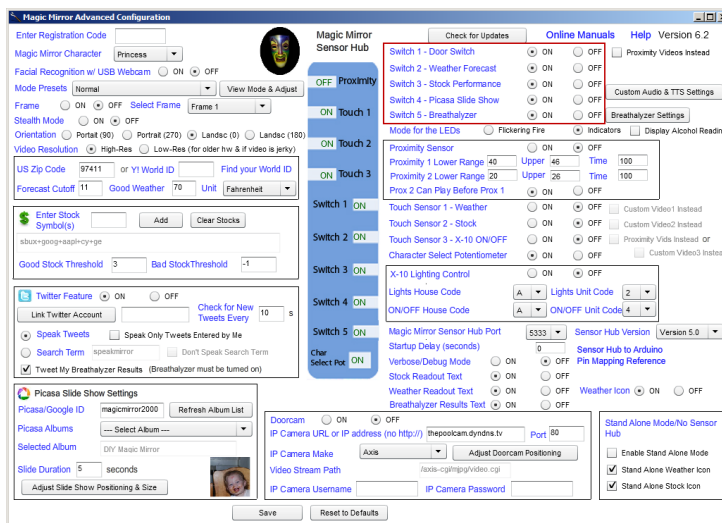 Magic Mirror Advanced Configuration
Enter Registration Code
Magic Mirror Character Princess
Facial Recognition w/ USB Webcam ON OFF
Mode Presets Normal View Mode & Adjust
Frame ON OFF Select Frame Frame 1
Stealth Mode ON OFF
Orientation Portait (90) Portrait (270) Landsc (0) Landsc (180)
Video Resolution High-Res Low-Res (for older hw & if video is jerky)
US Zip Code 97411 or Y! World ID Find your World ID
Forecast Cutoff 11 Good Weather 70 Unit Fahrenheit
Enter Stock Symbol(s) Add Clear Stocks
sbux+goog+aapl+cy+ge
Good Stock Threshold 3 Bad StockThreshold -1
Twitter Feature ON OFF
Link Twitter Account Check for New Tweets Every 10 s
Speak Tweets Speak Only Tweets Entered by Me
Search Term speakmirror Don't Speak Search Term
Tweet My Breathalyzer Results (Breathalyzer must be turned on)
Picasa Slide Show Settings
Picasa/Google ID magicmirror2000 Refresh Album List
Picasa Albums --- Select Album ---
Selected Album DIY Magic Mirror
Slide Duration 5 seconds
Adjust Slide Show Positioning & Size
Magic Mirror
Sensor Hub
OFF Proximity
ON Touch 1
ON Touch 2
ON Touch 3
Switch 1 ON
Switch 2 ON
Switch 3 ON
Switch 4 ON
Switch 5 ON
Char
Select Pot ON
Check for Updates Online Manuals Help Version 6.2
Switch 1 - Door Switch ON OFF Proximity Videos Instead
Switch 2 - Weather Forecast ON OFF
Switch 3 - Stock Performance ON OFF Custom Audio & TTS Settings
Switch 4 - Picasa Slide Show ON OFF
Switch 5 - Breathalyzer ON OFF Breathalyzer Settings
Mode for the LEDs Flickering Fire Indicators Display Alcohol Readin
Proximity Sensor ON OFF
Proximity 1 Lower Range 40 Upper 46 Time 100
Proximity 2 Lower Range 20 Upper 26 Time 100
Prox 2 Can Play Before Prox 1 ON OFF
Touch Sensor 1 - Weather ON OFF Custom Video1 Instead
Touch Sensor 2 - Stock ON OFF Custom Video2 Instead
Touch Sensor 3 - X-10 ON/OFF ON OFF Proximity Vids Instead or
Character Select Potentiometer ON OFF Custom Video3 Instead
X-10 Lighting Control ON OFF
Lights House Code A Lights Unit Code 2
ON/OFF House Code A ON/OFF Unit Code 4
Magic Mirror Sensor Hub Port 5333 Sensor Hub Version Version 5.0
Startup Delay (seconds) 0 Sensor Hub to Arduino
Verbose/Debug Mode ON OFF Pin Mapping Reference
Stock Readout Text ON OFF
Weather Readout Text ON OFF Weather Icon ON OFF
Breathalyzer Results Text ON OFF
Doorcam ON OFF
IP Camera URL or IP address (no http:/) thepoolcam.dyndns.tv Port 80
IP Camera Make Axis Adjust Doorcam Positioning
Video Stream Path /axis-cgi/mjpg/video.cgi
IP Camera Username IP Camera Password
Stand Alone Mode/No Sensor
Hub
Enable Stand Alone Mode
Stand Alone Weather Icon
Stand Alone Stock Icon
Save Reset to Defaults